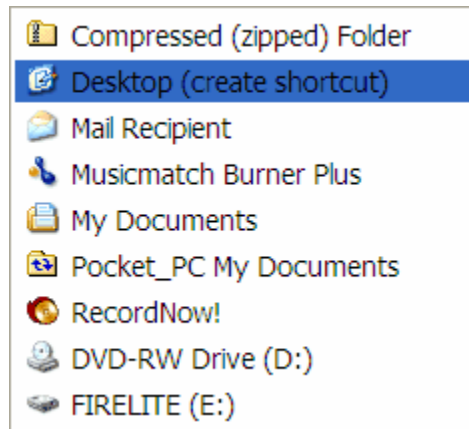 Compressed (zipped) Folder
Desktop (create shortcut)
Mail Recipient
Musicmatch Burner Plus
My Documents
Pocket_PC My Documents
RecordNow!
DVD-RW Drive (D:)
FIRELITE (E:)